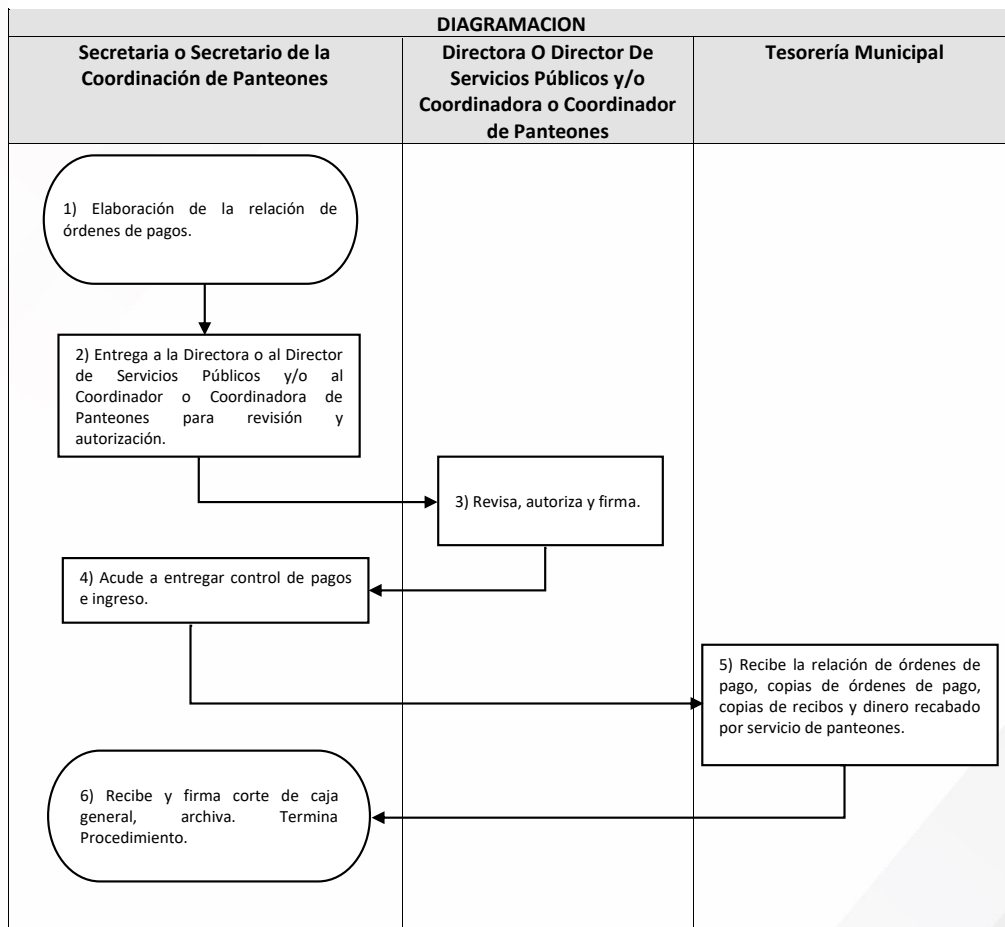 DIAGRAMACION
Secretaria o Secretario de la
Coordinación de Panteones
Directora O Director De
Servicios Públicos y/o
Coordinadora o Coordinador
de Panteones
Tesorería Municipal
1) Elaboración de la relación de
órdenes de pagos.
2) Entrega a la Directora o al Director
de Servicios Públicos y/o al
Coordinador o Coordinadora de
Panteones para revisión y
autorización.
3) Revisa, autoriza y firma.
4) Acude a entregar control de pagos
e ingreso.
5) Recibe la relación de órdenes de
pago, copias de órdenes de pago,
copias de recibos y dinero recabado
por servicio de panteones.
6) Recibe y firma corte de caja
general, archiva. Termina
Procedimiento.